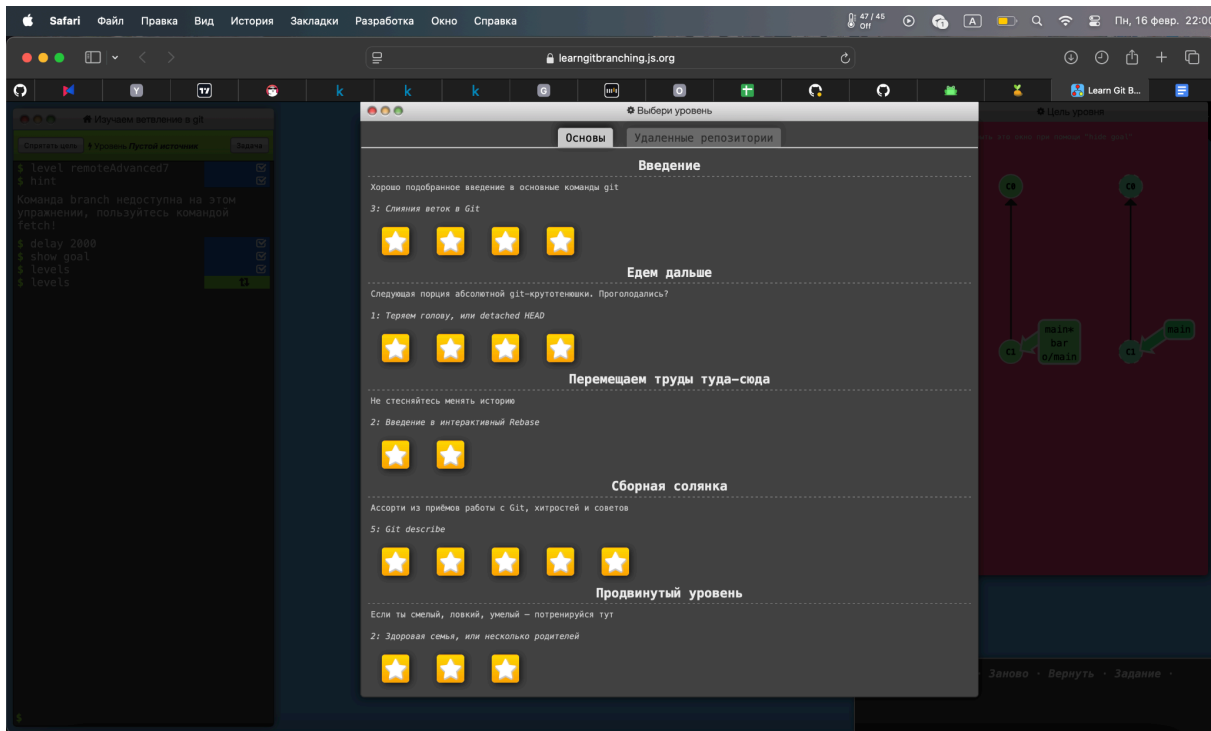 Safari Файл Правка Вид История Закладки Разработка Окно Справка
47 / 45
Off
A
Пн, 16 февр. 22:00
learngitbranching.js.org
Y
17
k
k
k
G
O
Learn Git B...
Изучаем ветвление в git
Спрятать цель
Уровень Пустой источник
Задача
$ level remoteAdvanced7
$ hint
Команда branch недоступна на этом
упражнении, пользуйтесь командой
fetch!
$ delay 2000
$ show goal
$ levels
$ levels
$
Выбери уровень
Основы
Удаленные репозитории
Введение
Хорошо подобранное введение в основные команды git
3: Слияния веток в Git
Едем дальше
Следующая порция абсолютной git-крутотенюшки. Проголодались?
1: Теряем голову, или detached HEAD
Перемещаем труды туда-сюда
Не стесняйтесь менять историю
2: Введение в интерактивный Rebase
Сборная солянка
Ассорти из приёмов работы с Git, хитростей и советов
5: Git describe
Продвинутый уровень
Если ты смелый, ловкий, умелый — потренируйся тут
2: Здоровая семья, или несколько родителей
Цель уровня
C0
C0
main*
bar
o/main
main
C1
C1
Заново · Вернуть · Задание ·